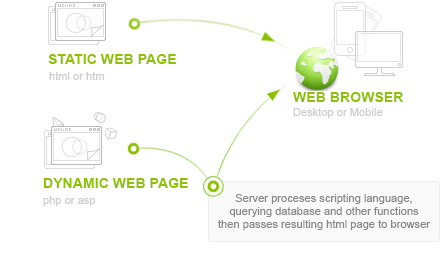 STATIC WEB PAGE
html or htm
WEB BROWSER
Desktop or Mobile
DYNAMIC WEB PAGE
php or asp
Server proceses scripting language,
querying database and other functions
then passes resulting html page to browser